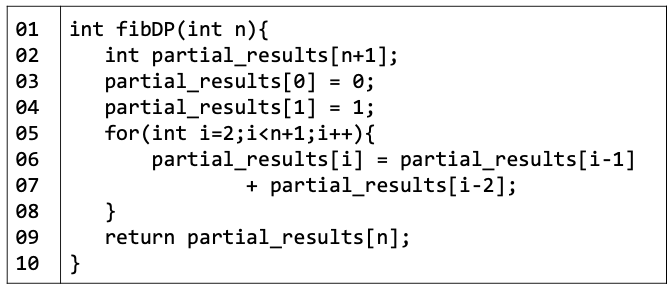 01 int fibDP(int n){
02    int partial_results[n+1];
03    partial_results[0] = 0;
04    partial_results[1] = 1;
05    for(int i=2;i<n+1;i++){
06        partial_results[i] = partial_results[i-1]
07                + partial_results[i-2];
08    }
09    return partial_results[n];
10 }